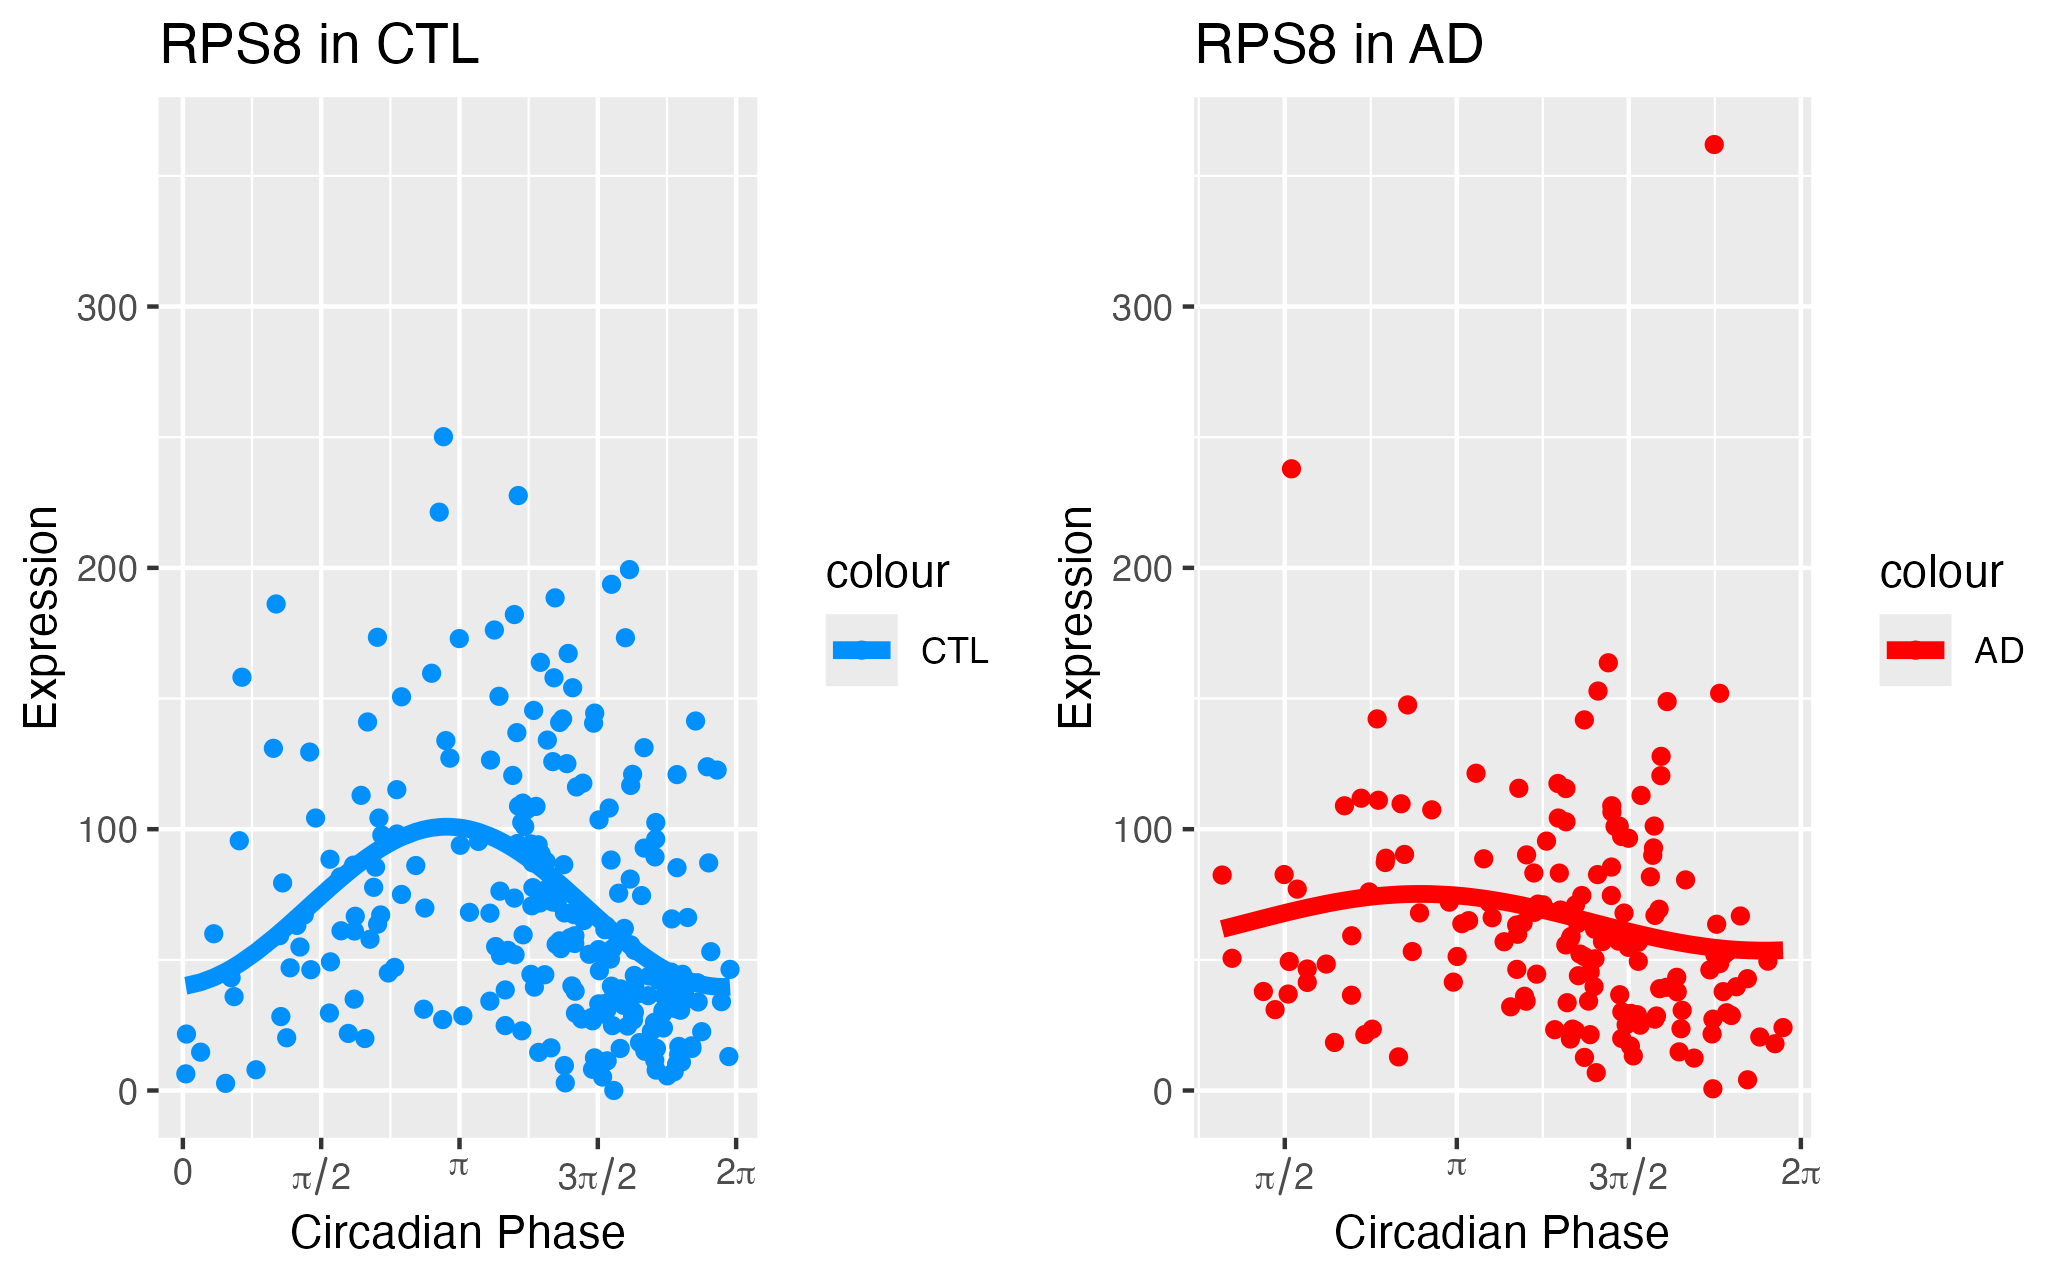 RPS8 in CTL
Expression
300
200
100
0
0 π/2 π 3π/2 2π
Circadian Phase
colour
CTL
RPS8 in AD
Expression
300
200
100
0
π/2 π 3π/2 2π
Circadian Phase
colour
AD